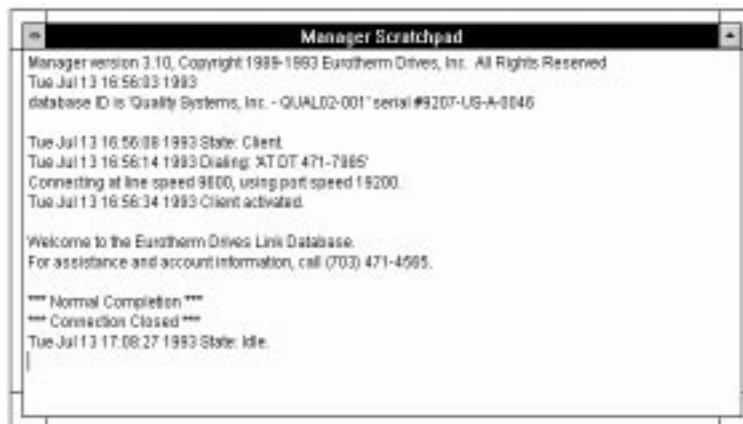 Manager Scratchpad
Manager version 3.10, Copyright 1989-1993 Eurotherm Drives, Inc. All Rights Reserved
Tue Jul 13 16:56:03 1993
database ID is 'Quality Systems, Inc. - QUAL02-001' serial #9207-US-A-0046
Tue Jul 13 16:56:08 1993 State: Client.
Tue Jul 13 16:56:14 1993 Dialing: 'AT DT 471-7885'
Connecting at line speed 9600, using port speed 19200.
Tue Jul 13 16:56:34 1993 Client activated.
Welcome to the Eurotherm Drives Link Database.
For assistance and account information, call (703) 471-4565.
*** Normal Completion ***
*** Connection Closed ***
Tue Jul 13 17:08:27 1993 State: Idle.